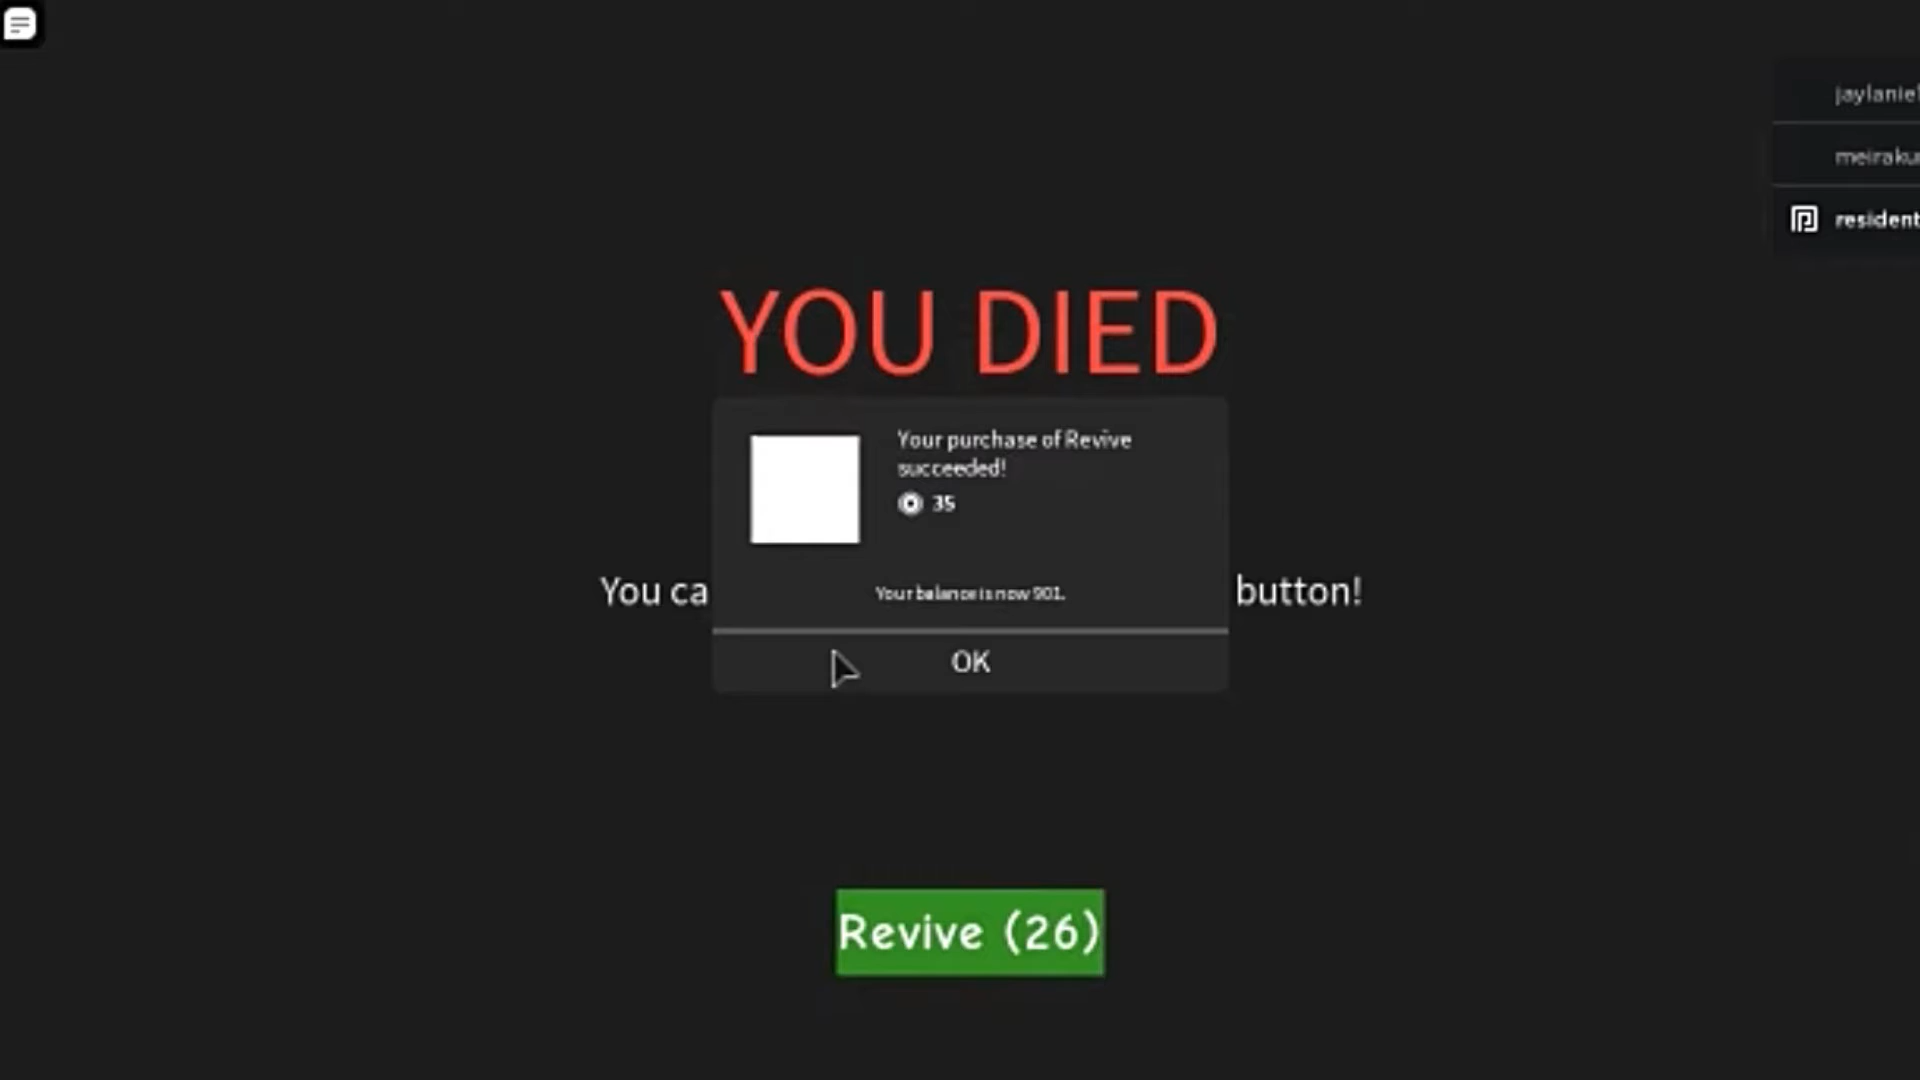 jaylanie
meiraku
resident
YOU DIED
Your purchase of Revive
succeeded!
35
You ca
button!
Your balance is now 901.
OK
Revive (26)